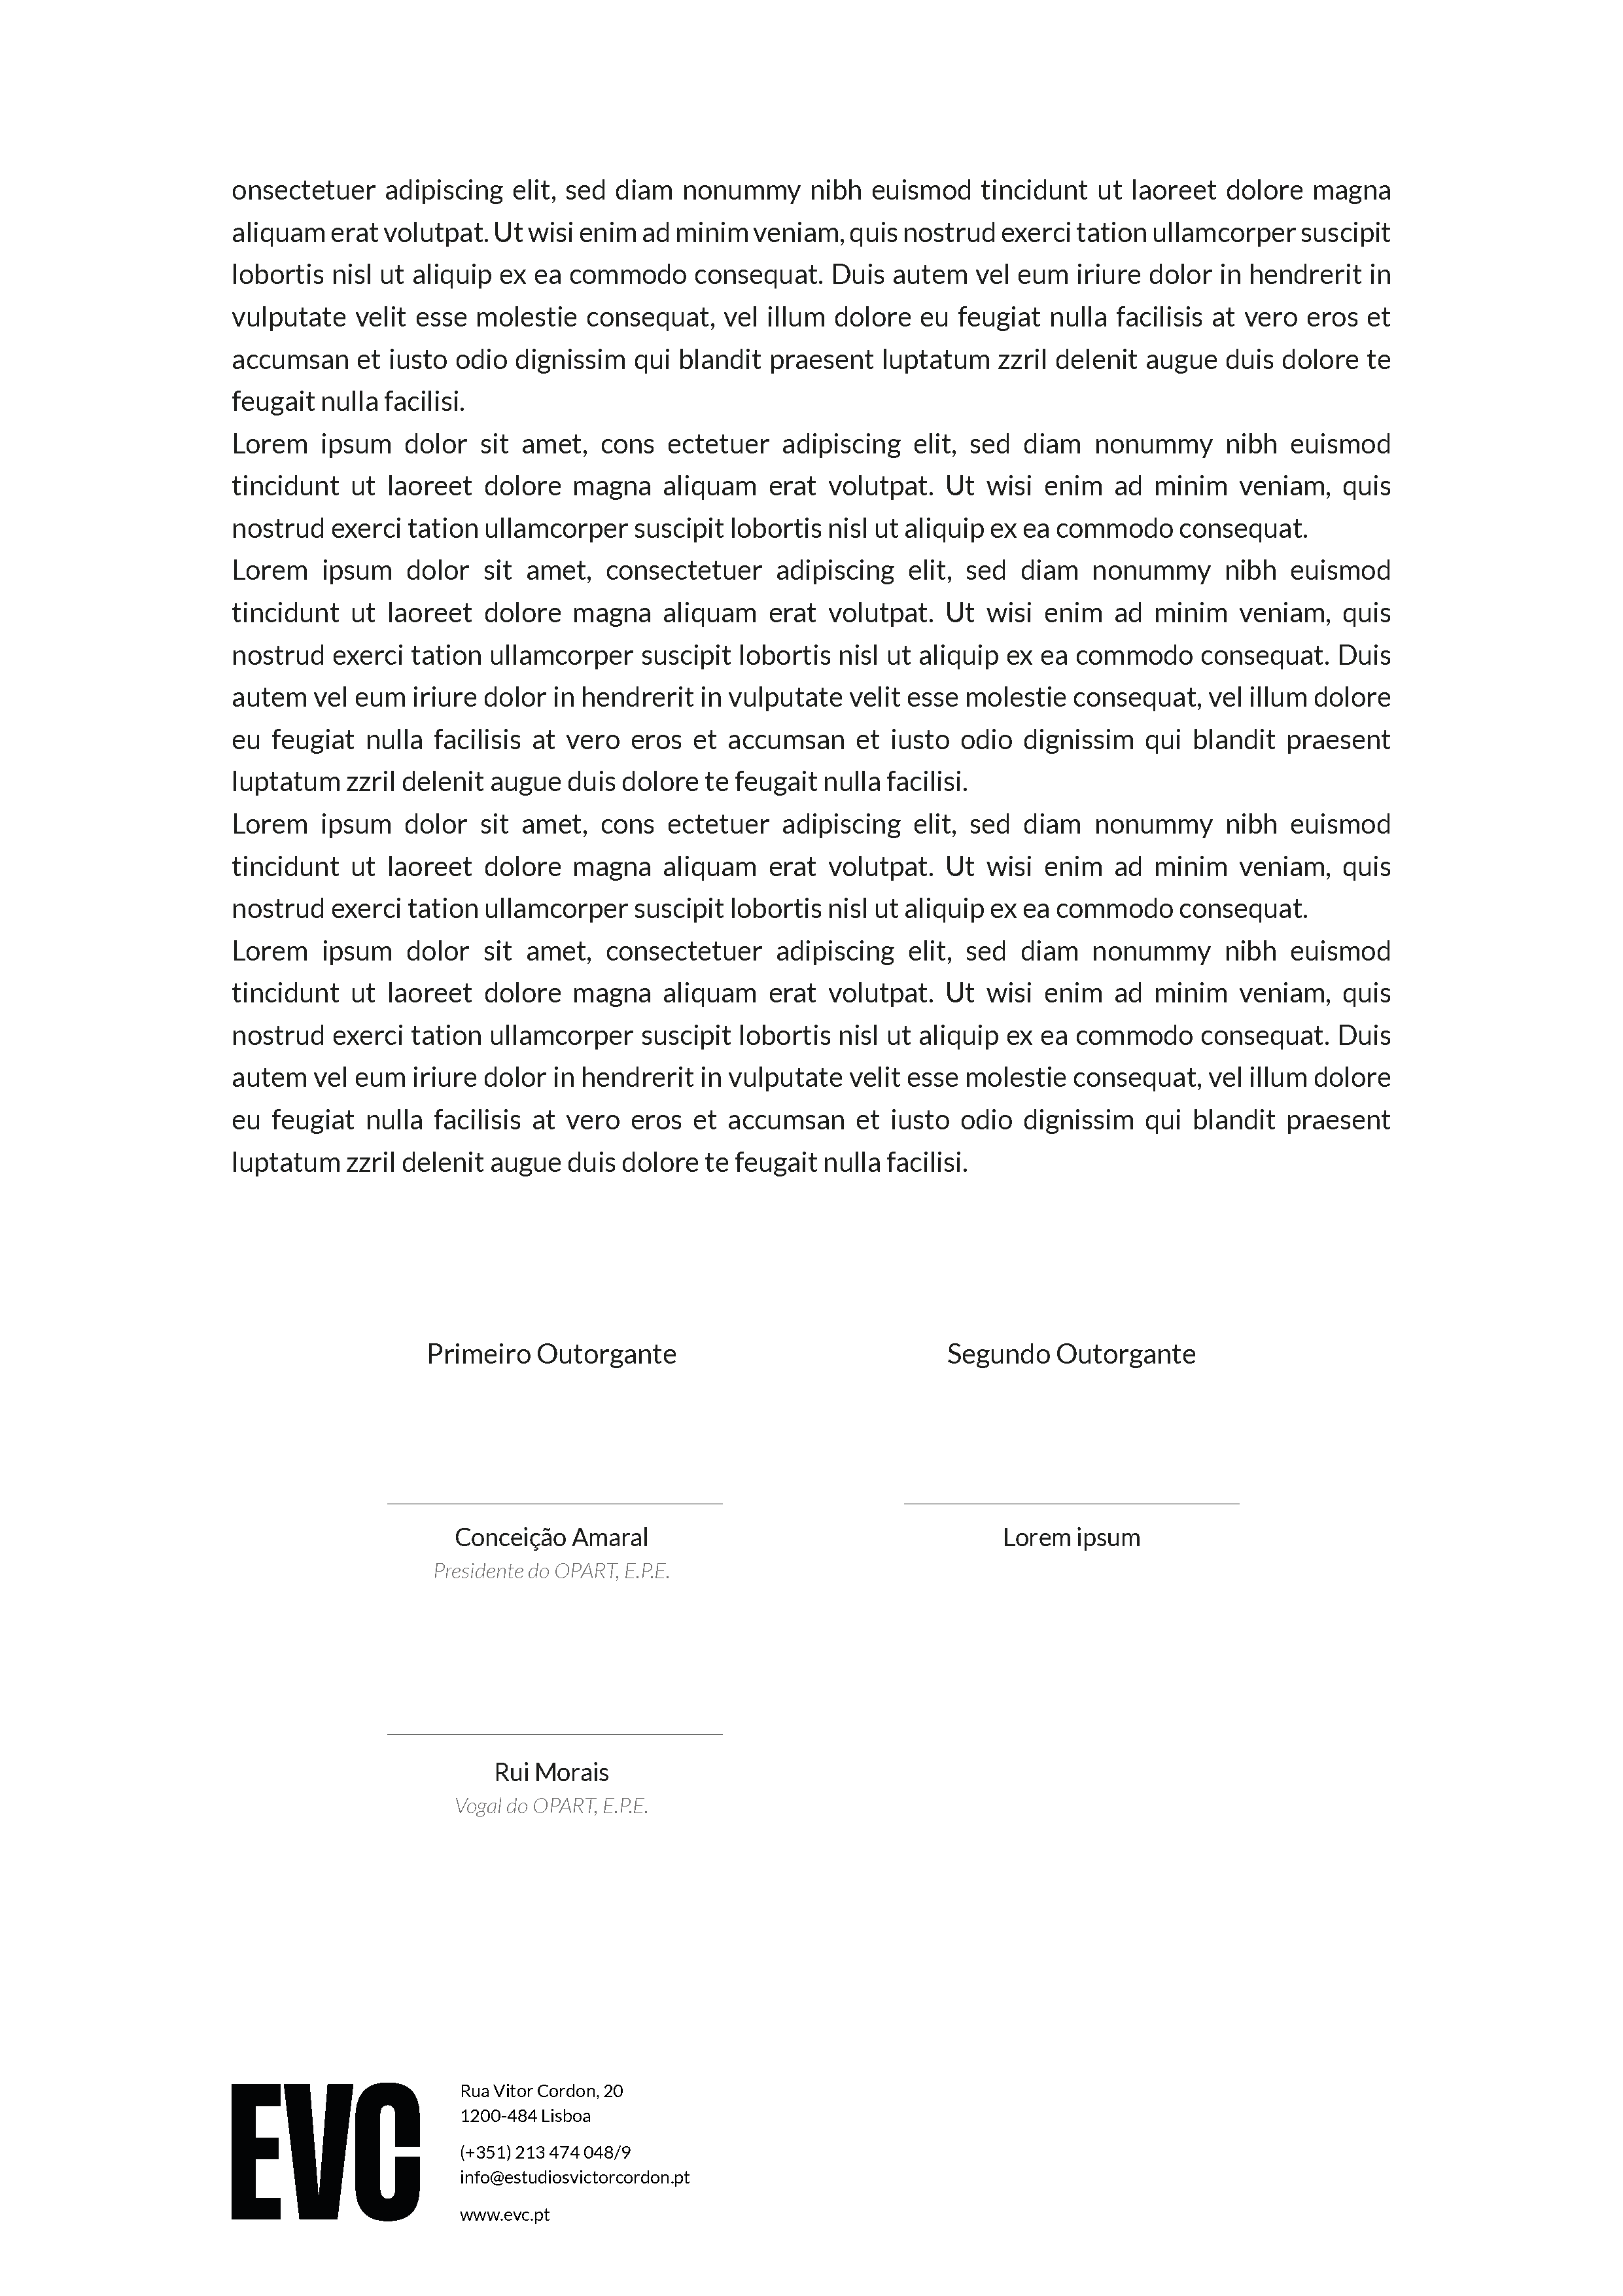 onsectetuer adipiscing elit, sed diam nonummy nibh euismod tincidunt ut laoreet dolore magna
aliquam erat volutpat. Ut wisi enim ad minim veniam, quis nostrud exerci tation ullamcorper suscipit
lobortis nisl ut aliquip ex ea commodo consequat. Duis autem vel eum iriure dolor in hendrerit in
vulputate velit esse molestie consequat, vel illum dolore eu feugiat nulla facilisis at vero eros et
accumsan et iusto odio dignissim qui blandit praesent luptatum zzril delenit augue duis dolore te
feugait nulla facilisi.
Lorem ipsum dolor sit amet, cons ectetuer adipiscing elit, sed diam nonummy nibh euismod
tincidunt ut laoreet dolore magna aliquam erat volutpat. Ut wisi enim ad minim veniam, quis
nostrud exerci tation ullamcorper suscipit lobortis nisl ut aliquip ex ea commodo consequat.
Lorem ipsum dolor sit amet, consectetuer adipiscing elit, sed diam nonummy nibh euismod
tincidunt ut laoreet dolore magna aliquam erat volutpat. Ut wisi enim ad minim veniam, quis
nostrud exerci tation ullamcorper suscipit lobortis nisl ut aliquip ex ea commodo consequat. Duis
autem vel eum iriure dolor in hendrerit in vulputate velit esse molestie consequat, vel illum dolore
eu feugiat nulla facilisis at vero eros et accumsan et iusto odio dignissim qui blandit praesent
luptatum zzril delenit augue duis dolore te feugait nulla facilisi.
Lorem ipsum dolor sit amet, cons ectetuer adipiscing elit, sed diam nonummy nibh euismod
tincidunt ut laoreet dolore magna aliquam erat volutpat. Ut wisi enim ad minim veniam, quis
nostrud exerci tation ullamcorper suscipit lobortis nisl ut aliquip ex ea commodo consequat.
Lorem ipsum dolor sit amet, consectetuer adipiscing elit, sed diam nonummy nibh euismod
tincidunt ut laoreet dolore magna aliquam erat volutpat. Ut wisi enim ad minim veniam, quis
nostrud exerci tation ullamcorper suscipit lobortis nisl ut aliquip ex ea commodo consequat. Duis
autem vel eum iriure dolor in hendrerit in vulputate velit esse molestie consequat, vel illum dolore
eu feugiat nulla facilisis at vero eros et accumsan et iusto odio dignissim qui blandit praesent
luptatum zzril delenit augue duis dolore te feugait nulla facilisi.
Primeiro Outorgante
Segundo Outorgante
Conceição Amaral
Presidente do OPART, E.P.E.
Lorem ipsum
Rui Morais
Vogal do OPART, E.P.E.
EVC
Rua Vitor Cordon, 20
1200-484 Lisboa
(+351) 213 474 048/9
info@estudiosvictorcordon.pt
www.evc.pt